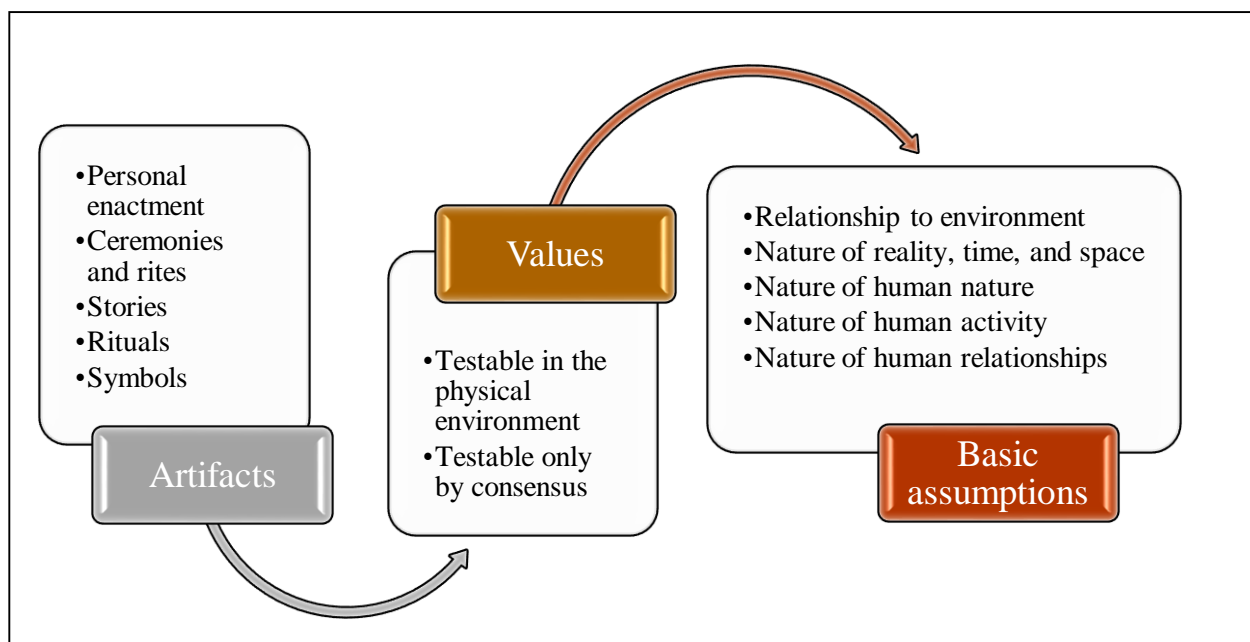 •Personal
enactment
•Ceremonies
and rites
•Stories
•Rituals
•Symbols
Artifacts
Values
•Testable in the
physical
environment
•Testable only
by consensus
•Relationship to environment
•Nature of reality, time, and space
•Nature of human nature
•Nature of human activity
•Nature of human relationships
Basic
assumptions